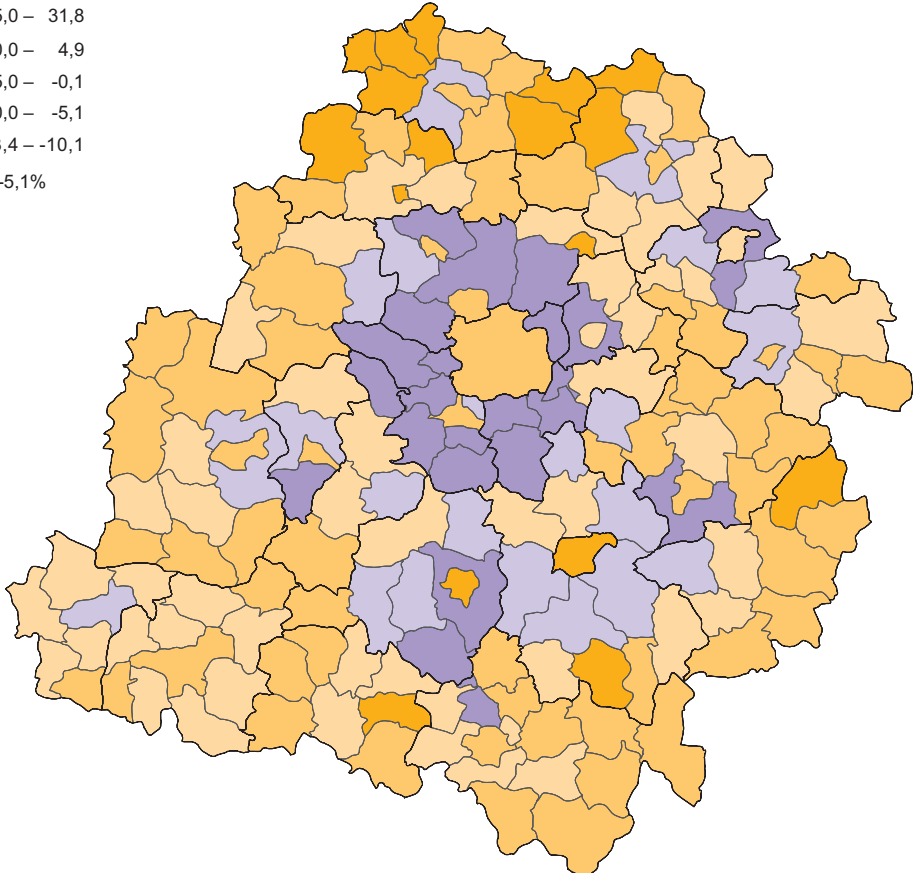 5,0 – 31,8
0,0 – 4,9
5,0 – -0,1
0,0 – -5,1
,4 – -10,1
-5,1%